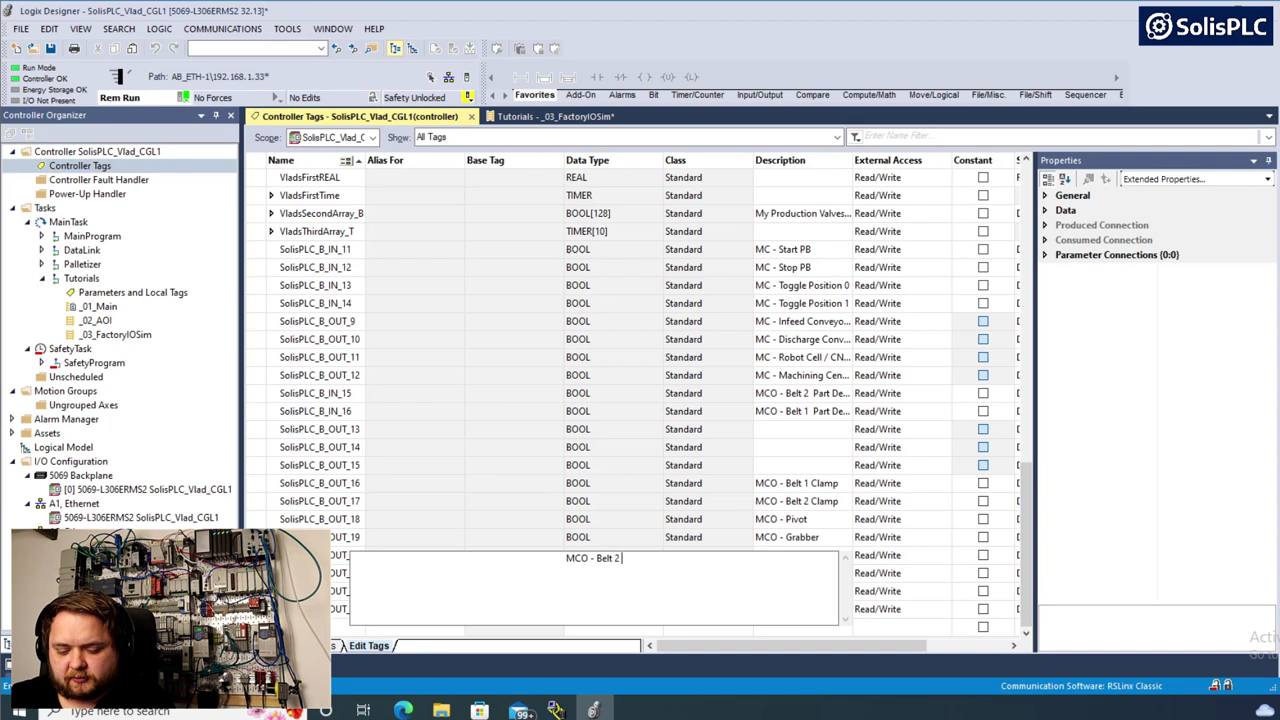 Logix Designer - SolisPLC_Vlad_CGL1 [5069-L306ERMS2 32.13]*
SolisPLC
FILE EDIT VIEW SEARCH LOGIC COMMUNICATIONS TOOLS WINDOW HELP
Run Mode
Controller OK
Energy Storage OK
I/O Not Present
Path: AB_ETH-1\192.168.1.33*
Rem Run No Forces No Edits Safety Unlocked
Favorites Add-On Alarms Bit Timer/Counter Input/Output Compare Compute/Math Move/Logical File/Misc. File/Shift Sequencer
Controller Organizer
Controller SolisPLC_Vlad_CGL1
Controller Tags
Controller Fault Handler
Power-Up Handler
Tasks
MainTask
MainProgram
DataLink
Palletizer
Tutorials
Parameters and Local Tags
_01_Main
_02_AOI
_03_FactoryIOSim
SafetyTask
SafetyProgram
Unscheduled
Motion Groups
Ungrouped Axes
Alarm Manager
Assets
Logical Model
I/O Configuration
5069 Backplane
[0] 5069-L306ERMS2 SolisPLC_Vlad_CGL1
A1, Ethernet
5069-L306ERMS2 SolisPLC_Vlad_CGL1
Controller Tags - SolisPLC_Vlad_CGL1(controller) Tutorials - _03_FactoryIOSim*
Scope: SolisPLC_Vlad_C Show: All Tags Enter Name Filter...
Name Alias For Base Tag Data Type Class Description External Access Constant S
VladsFirstREAL REAL Standard Read/Write F
VladsFirstTime TIMER Standard Read/Write
VladsSecondArray_B BOOL[128] Standard My Production Valves... Read/Write D
VladsThirdArray_T TIMER[10] Standard Read/Write
SolisPLC_B_IN_11 BOOL Standard MC - Start PB Read/Write D
SolisPLC_B_IN_12 BOOL Standard MC - Stop PB Read/Write D
SolisPLC_B_IN_13 BOOL Standard MC - Toggle Position 0 Read/Write D
SolisPLC_B_IN_14 BOOL Standard MC - Toggle Position 1 Read/Write D
SolisPLC_B_OUT_9 BOOL Standard MC - Infeed Conveyo... Read/Write D
SolisPLC_B_OUT_10 BOOL Standard MC - Discharge Conv... Read/Write D
SolisPLC_B_OUT_11 BOOL Standard MC - Robot Cell / CN... Read/Write D
SolisPLC_B_OUT_12 BOOL Standard MC - Machining Cen... Read/Write D
SolisPLC_B_IN_15 BOOL Standard MCO - Belt 2 Part De... Read/Write D
SolisPLC_B_IN_16 BOOL Standard MCO - Belt 1 Part De... Read/Write D
SolisPLC_B_OUT_13 BOOL Standard Read/Write D
SolisPLC_B_OUT_14 BOOL Standard Read/Write D
SolisPLC_B_OUT_15 BOOL Standard Read/Write D
SolisPLC_B_OUT_16 BOOL Standard MCO - Belt 1 Clamp Read/Write D
SolisPLC_B_OUT_17 BOOL Standard MCO - Belt 2 Clamp Read/Write D
SolisPLC_B_OUT_18 BOOL Standard MCO - Pivot Read/Write D
OUT_19 BOOL Standard MCO - Grabber Read/Write D
OUT_ MCO - Belt 2 Read/Write D
OUT_ Read/Write D
OUT_ Read/Write D
OUT_ Read/Write D
Edit Tags
Properties
Extended Properties...
General
Data
Produced Connection
Consumed Connection
Parameter Connections {0:0}
Communication Software: RSLinx Classic
Type here to search
99+